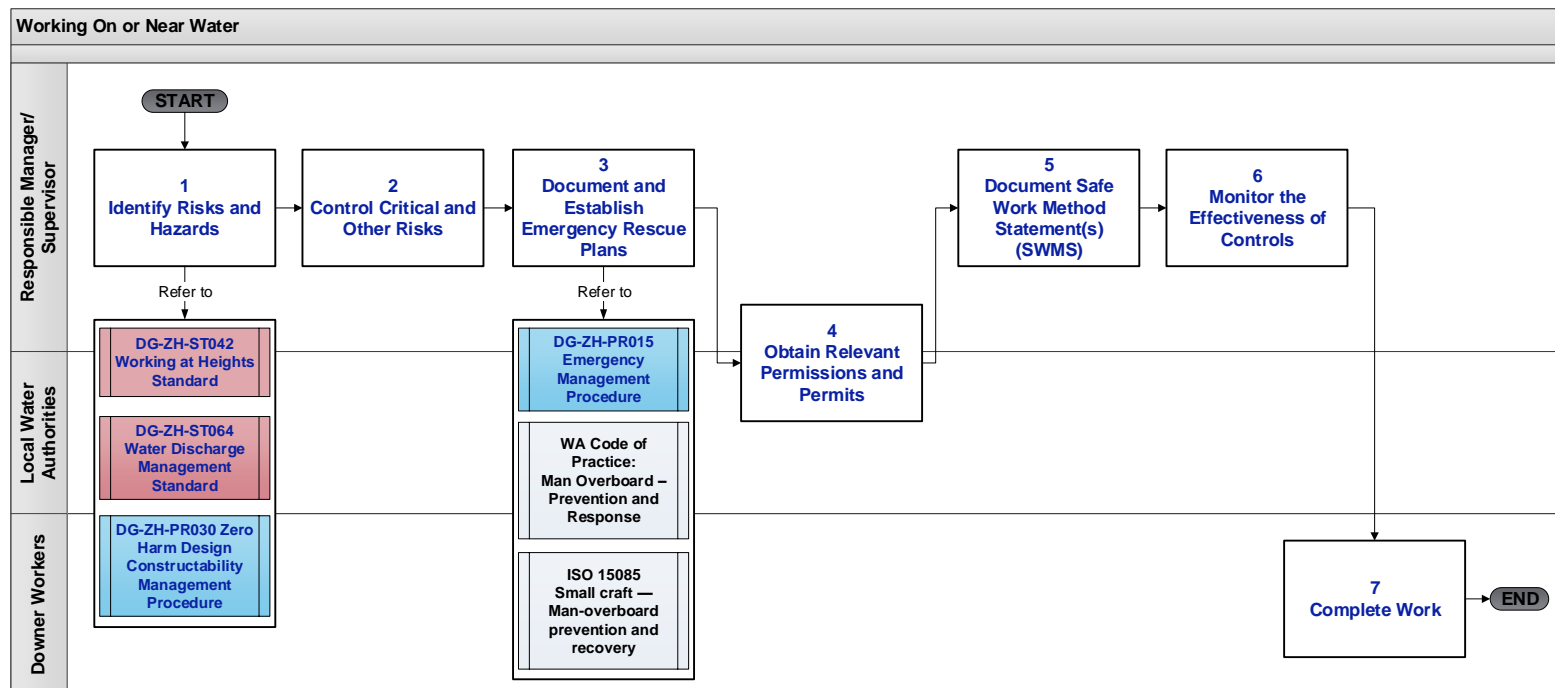 Working On or Near Water
Responsible Manager/
Supervisor
START
1
Identify Risks and
Hazards
2
Control Critical and
Other Risks
3
Document and
Establish
Emergency Rescue
Plans
5
Document Safe
Work Method
Statement(s)
(SWMS)
6
Monitor the
Effectiveness of
Controls
Refer to
Refer to
4
Obtain Relevant
Permissions and
Permits
Local Water
Authorities
DG-ZH-ST042
Working at Heights
Standard
DG-ZH-ST064
Water Discharge
Management
Standard
DG-ZH-PR030 Zero
Harm Design
Constructability
Management
Procedure
DG-ZH-PR015
Emergency
Management
Procedure
WA Code of
Practice:
Man Overboard –
Prevention and
Response
ISO 15085
Small craft —
Man-overboard
prevention and
recovery
Downer Workers
7
Complete Work
END